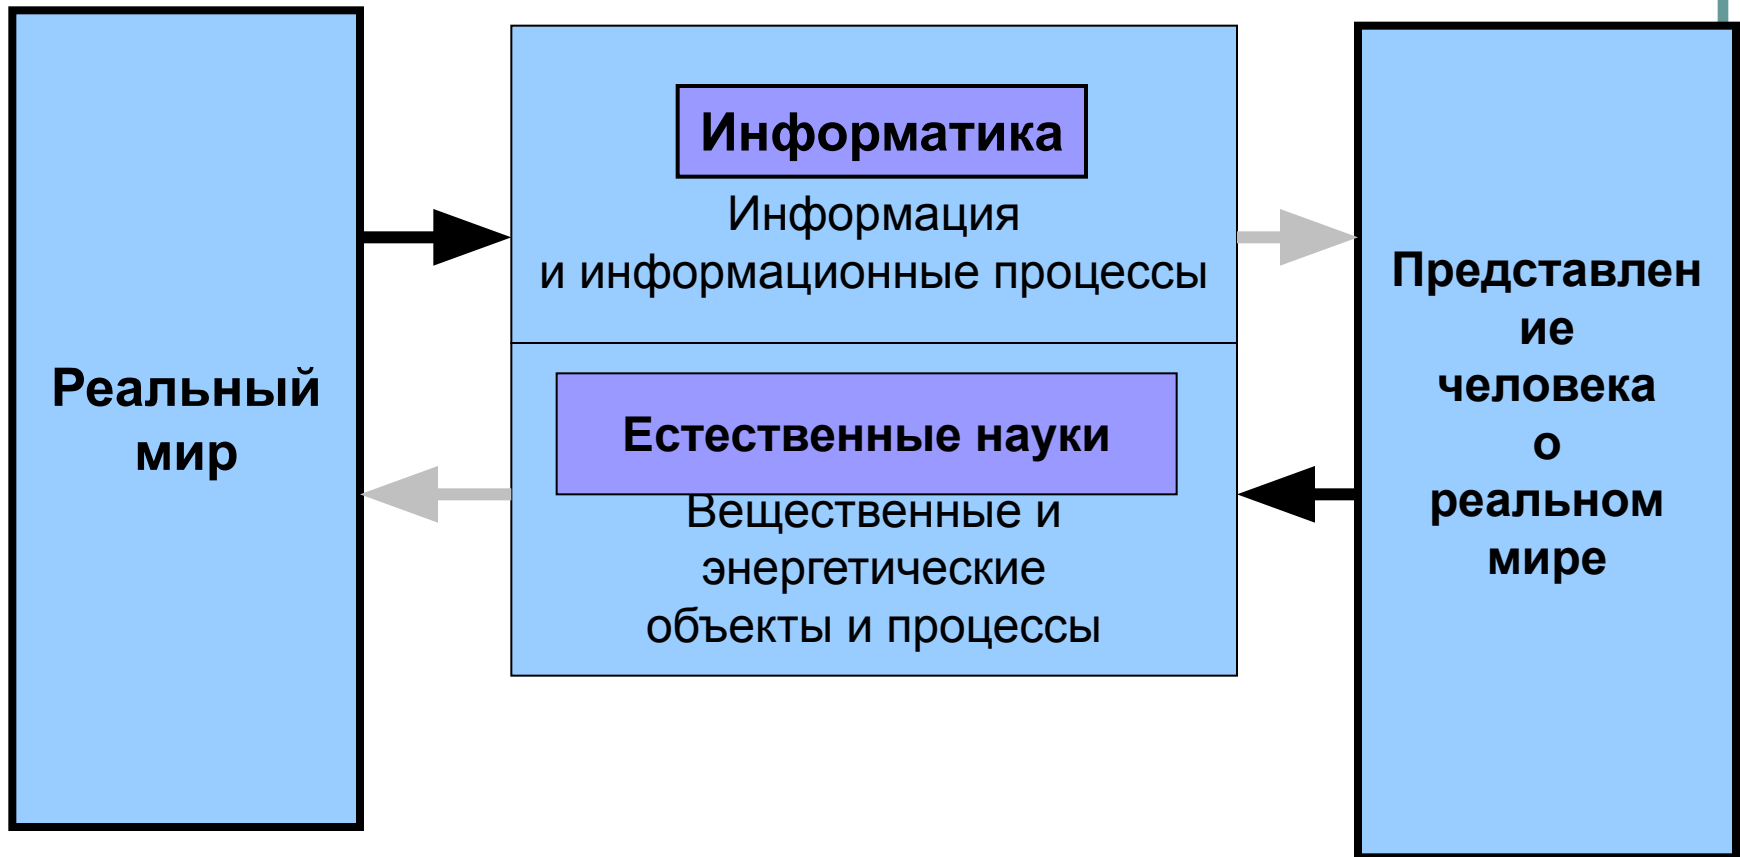 Реальный
мир
Информатика
Информация
и информационные процессы
Естественные науки
Вещественные и
энергетические
объекты и процессы
Представлен
ие
человека
о
реальном
мире